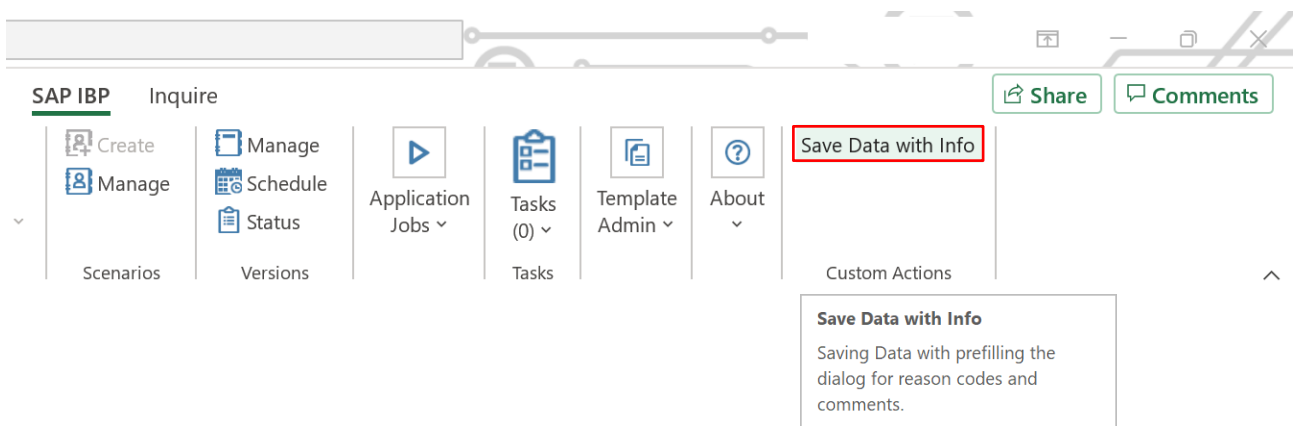 SAP IBP Inquire
Share Comments
Create
Manage
Scenarios
Manage
Schedule
Status
Versions
Application
Jobs
Tasks
(0)
Tasks
Template
Admin
About
Save Data with Info
Custom Actions
Save Data with Info
Saving Data with prefilling the
dialog for reason codes and
comments.